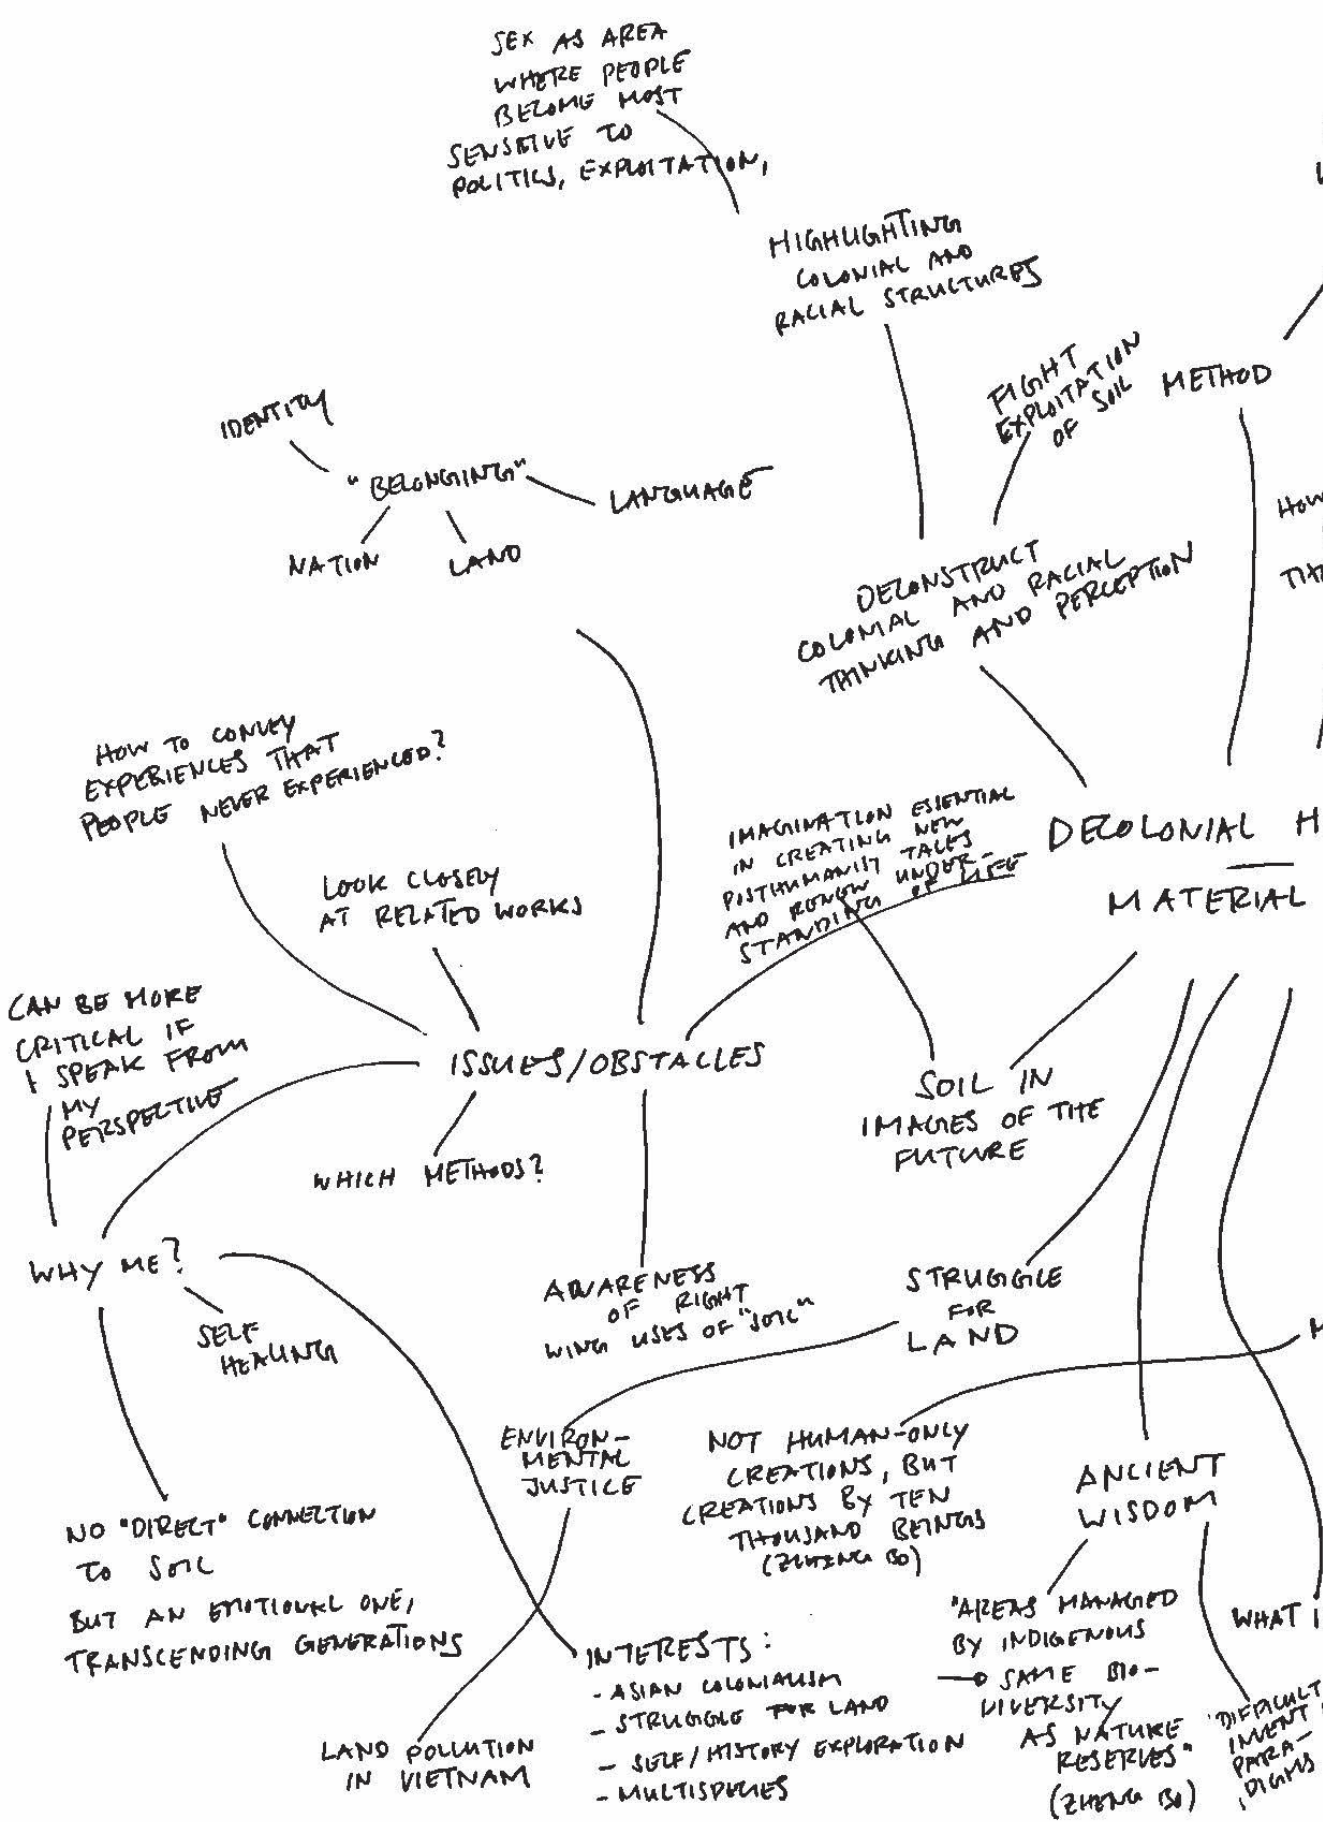 SEX AS AREA
WHERE PEOPLE
BECOME MOST
SENSITIVE TO
POLITICS, EXPLOITATION,
HIGHLIGHTING
COLONIAL AND
RACIAL STRUCTURES
FIGHT
EXPLOITATION
OF SOIL
METHOD
IDENTITY
"BELONGING"
LANGUAGE
NATION
LAND
HOW
DECONSTRUCT
COLONIAL AND RACIAL
THINKING AND PERCEPTION
HOW TO CONVEY
EXPERIENCES THAT
PEOPLE NEVER EXPERIENCED?
IMAGINATION ESSENTIAL
IN CREATING NEW
POSTHUMANIST TALES
AND RENEW UNDER-
STANDING OF LIFE
DECOLONIAL H
MATERIAL
LOOK CLOSELY
AT RELATED WORKS
CAN BE MORE
CRITICAL IF
I SPEAK FROM
MY
PERSPECTIVE
ISSUES/OBSTACLES
SOIL IN
IMAGES OF THE
FUTURE
WHICH METHODS?
WHY ME?
SELF
HEALING
AWARENESS
OF RIGHT
WING USES OF "SOIL"
STRUGGLE
FOR
LAND
ENVIRON-
MENTAL
JUSTICE
NOT HUMAN-ONLY
CREATIONS, BUT
CREATIONS BY TEN
THOUSAND BEINGS
(ZHENG BO)
ANCIENT
WISDOM
NO "DIRECT" CONNECTION
TO SOIL
BUT AN EMOTIONAL ONE,
TRANSCENDING GENERATIONS
INTERESTS:
- ASIAN COLONIALISM
- STRUGGLE FOR LAND
- SELF/HISTORY EXPLORATION
- MULTISPECIES
LAND POLLUTION
IN VIETNAM
"AREAS MANAGED
BY INDIGENOUS
SAME BIO-
DIVERSITY
AS NATURE
RESERVES"
(ZHENG BO)
WHAT I
"DIFFICULT
INVENT
PARA-
DIGMS